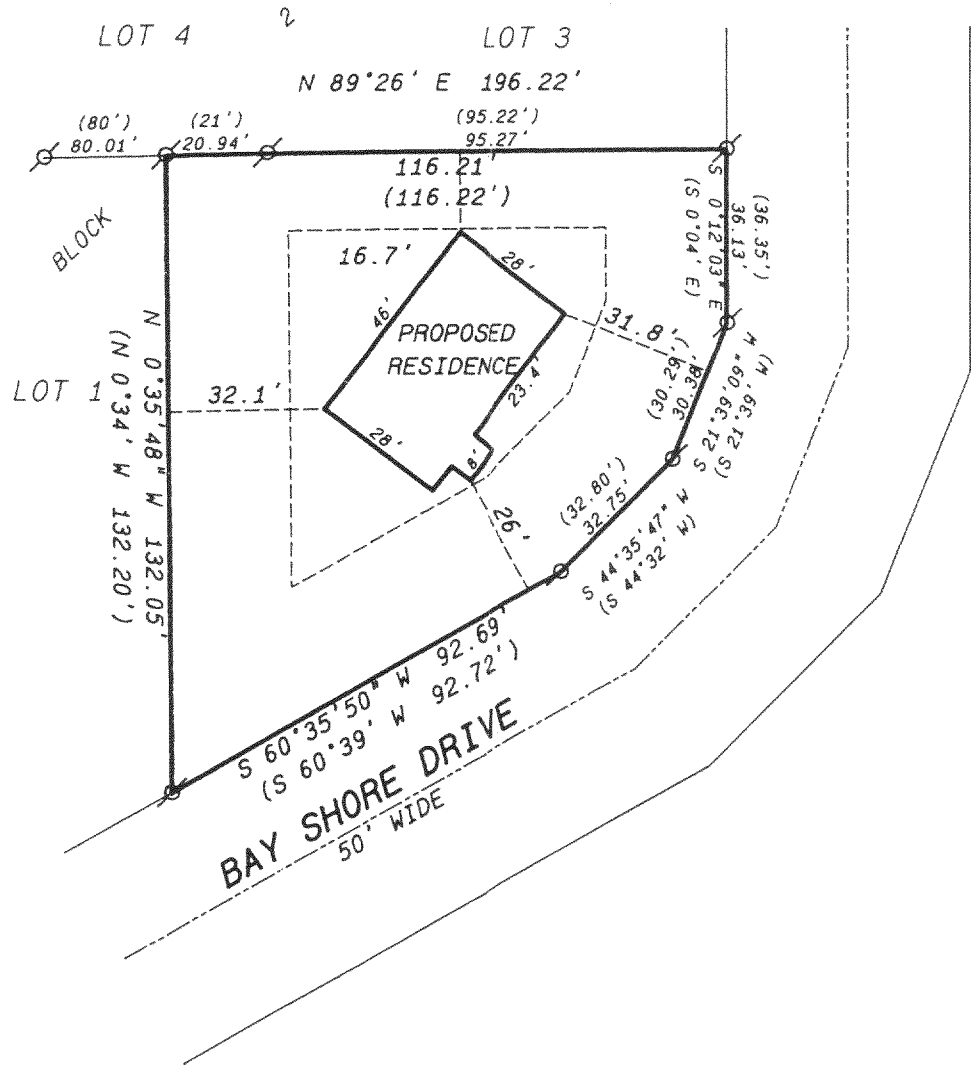 2
LOT 4
LOT 3
N 89°26' E 196.22'
(80')
80.01'
(21')
20.94'
(95.22')
95.27'
116.21'
(116.22')
BLOCK
(36.35')
36.13'
S 0°12'03" E
(S 0°04' E)
16.7'
28'
46'
PROPOSED
RESIDENCE
31.8'
23.4'
LOT 1
32.1'
28'
8'
26'
N 0°35'48" W 132.05'
(N 0°34' W 132.20')
(30.29')
30.38'
S 21°39'09" W
(S 21°39' W)
(32.80')
32.75'
S 44°35'47" W
(S 44°32' W)
S 60°35'50" W 92.69'
(S 60°39' W 92.72')
BAY SHORE DRIVE
50' WIDE